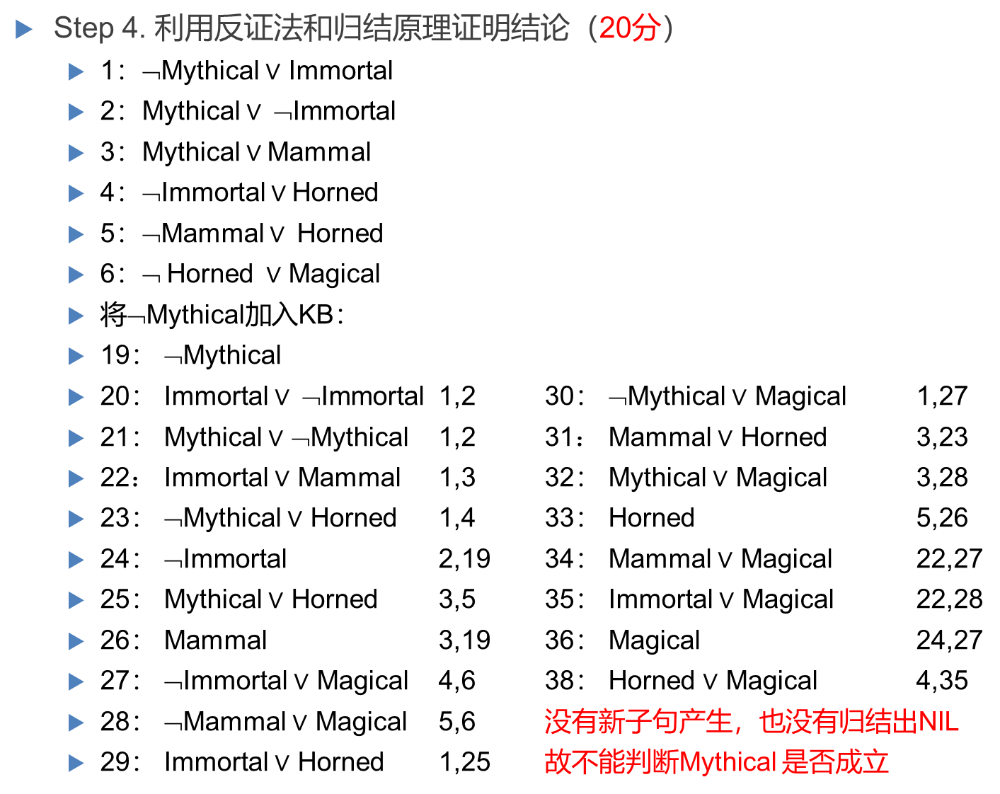 Step 4. 利用反证法和归结原理证明结论（20分）
1：¬Mythical∨Immortal
2：Mythical∨ ¬Immortal
3：Mythical∨Mammal
4：¬Immortal∨Horned
5：¬Mammal∨ Horned
6：¬ Horned ∨Magical
将¬Mythical加入KB：
19： ¬Mythical
20： Immortal∨ ¬Immortal 1,2
21： Mythical∨¬Mythical 1,2
22： Immortal∨Mammal 1,3
23： ¬Mythical∨Horned 1,4
24： ¬Immortal 2,19
25： Mythical∨Horned 3,5
26： Mammal 3,19
27： ¬Immortal∨Magical 4,6
28： ¬Mammal∨Magical 5,6
29： Immortal∨Horned 1,25
30： ¬Mythical∨Magical 1,27
31： Mammal∨Horned 3,23
32： Mythical∨Magical 3,28
33： Horned 5,26
34： Mammal∨Magical 22,27
35： Immortal∨Magical 22,28
36： Magical 24,27
38： Horned∨Magical 4,35
没有新子句产生，也没有归结出NIL
故不能判断Mythical是否成立